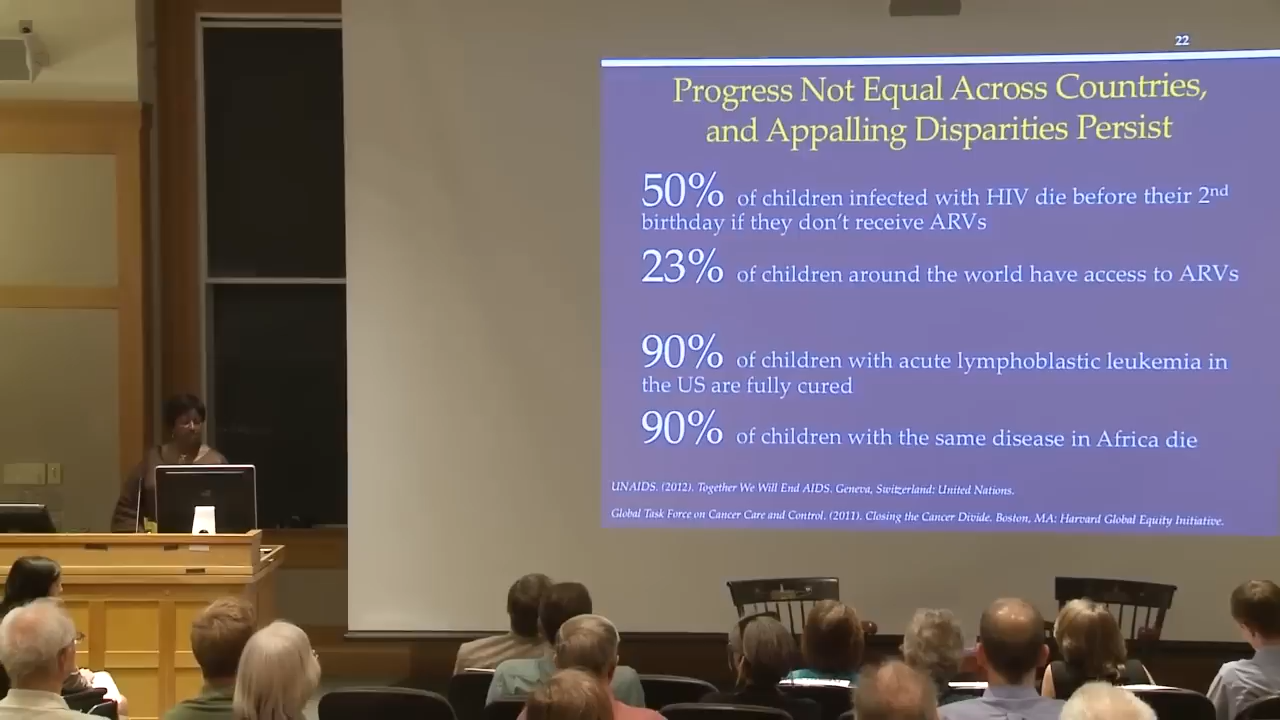 22
Progress Not Equal Across Countries,
and Appalling Disparities Persist
50% of children infected with HIV die before their 2nd
birthday if they don't receive ARVs
23% of children around the world have access to ARVs
90% of children with acute lymphoblastic leukemia in
the US are fully cured
90% of children with the same disease in Africa die
UNAIDS. (2012). Together We Will End AIDS. Geneva, Switzerland: United Nations.
Global Task Force on Cancer Care and Control. (2011). Closing the Cancer Divide. Boston, MA: Harvard Global Equity Initiative.